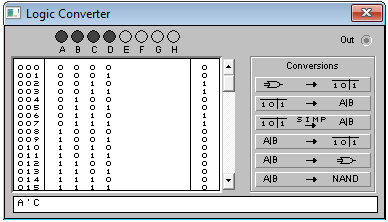 Logic Converter
A B C D E F G H
Out
000 0 0 0 0 0
001 0 0 0 1 0
002 0 0 1 0 1
003 0 0 1 1 1
004 0 1 0 0 0
005 0 1 0 1 0
006 0 1 1 0 1
007 0 1 1 1 1
008 1 0 0 0 0
009 1 0 0 1 0
010 1 0 1 0 0
011 1 0 1 1 0
012 1 1 0 0 0
013 1 1 0 1 0
014 1 1 1 0 0
015 1 1 1 1 0
Conversions
→ 1 0 1
1 0 1 → A|B
1 0 1 SIMP → A|B
A|B → 1 0 1
A|B →
A|B → NAND
A'C